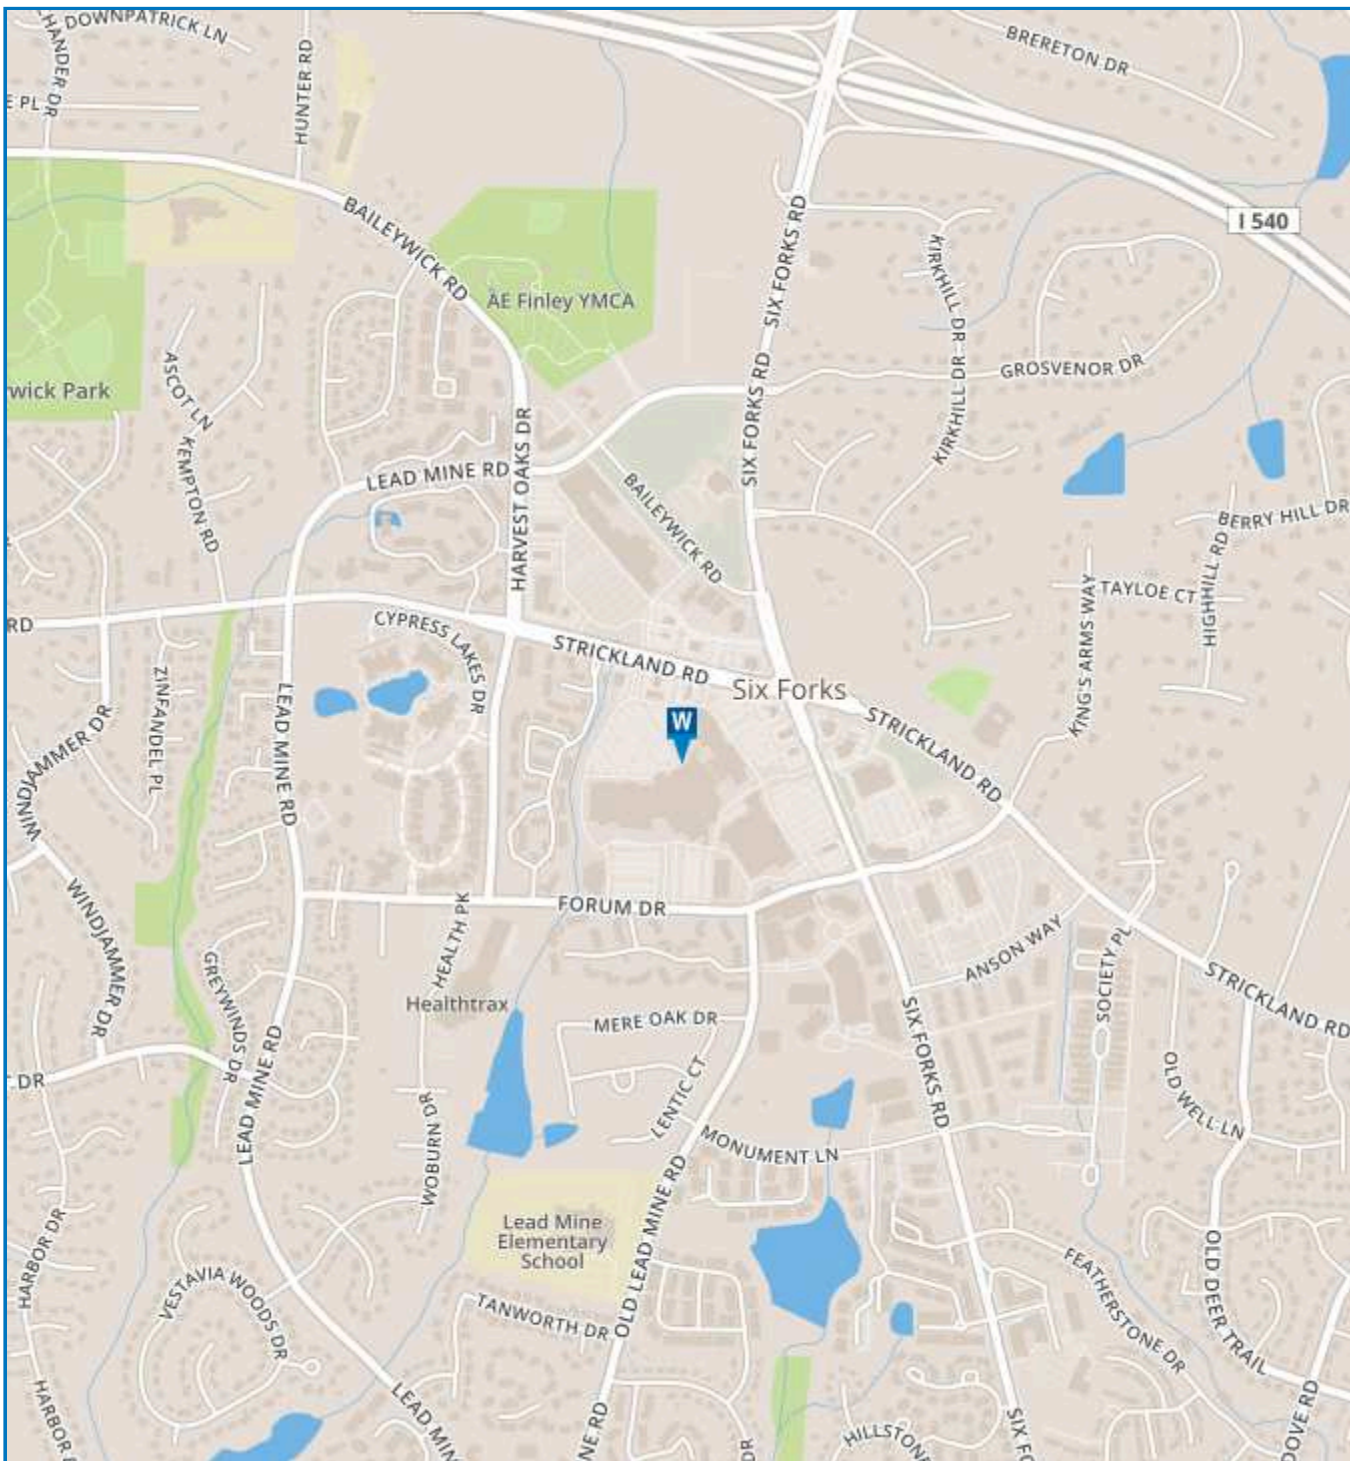 CHANDER DR
DOWNPATRICK LN
HUNTER RD
BRERETON DR
E PL
I 540
BAILEYWICK RD
SIX FORKS RD
KIRKHILL DR
AE Finley YMCA
GROSVENOR DR
wick Park
ASCOT LN
SIX FORKS RD
KIRKHILL DR
HARVEST OAKS DR
KEMPTON RD
LEAD MINE RD
BAILEYWICK RD
BERRY HILL DR
HIGHHILL RD
TAYLOE CT
KING'S ARMS WAY
RD
CYPRESS LAKES DR
STRICKLAND RD
Six Forks
W
ZINFANDEL PL
LEAD MINE RD
WINDJAMMER DR
STRICKLAND RD
WINDJAMMER DR
FORUM DR
HEALTH PK
ANSON WAY
SOCIETY PL
STRICKLAND RD
GREYWINDS DR
Healthtrax
MERE OAK DR
SIX FORKS RD
DR
LEAD MINE RD
LENTIC CT
OLD WELL LN
WOBURN DR
MONUMENT LN
Lead Mine
Elementary
School
OLD LEAD MINE RD
HARBOR DR
VESTAVIA WOODS DR
TANWORTH DR
FEATHERSTONE DR
OLD DEER TRAIL
HARBOR
LEAD MIN
NE RD
DR
HILLSTON
SIX FO
DOVE RD